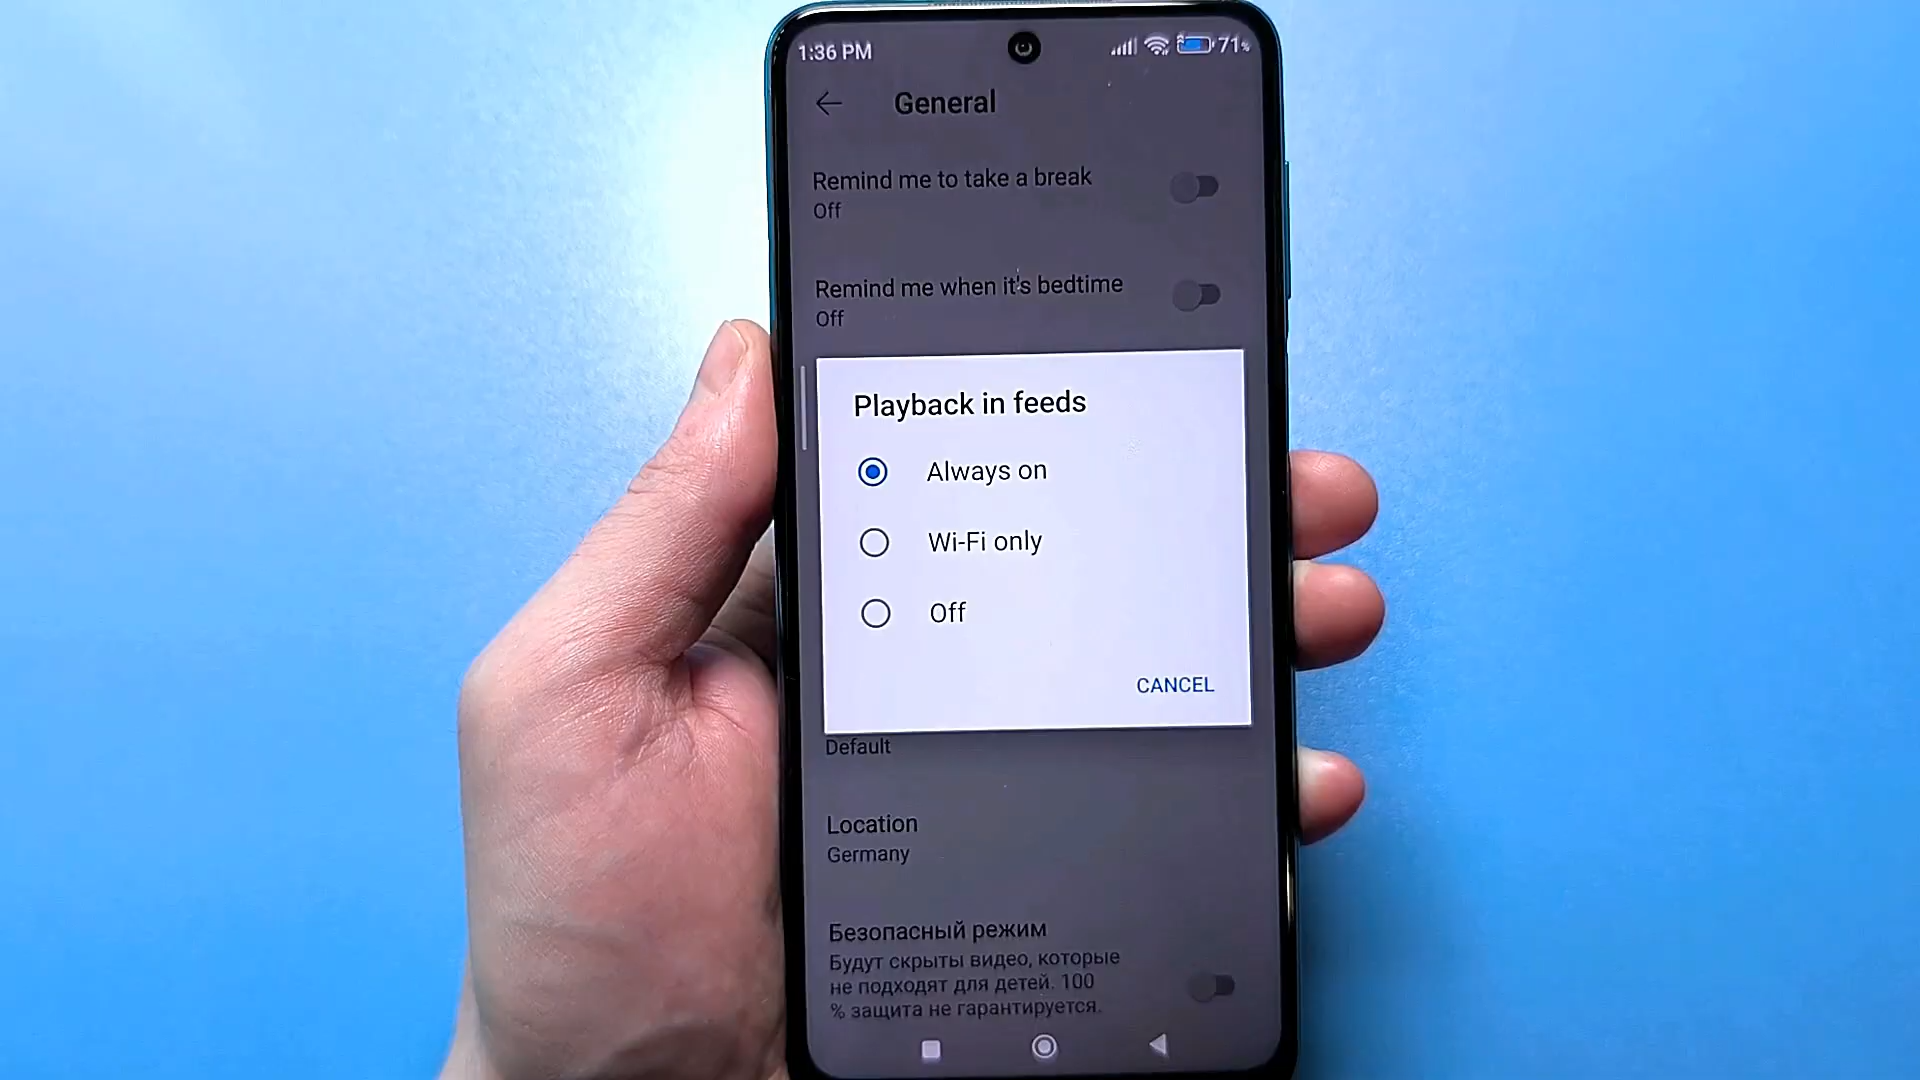 1:36 PM
71%
General
Remind me to take a break
Off
Remind me when it's bedtime
Off
Playback in feeds
Always on
Wi-Fi only
Off
CANCEL
Default
Location
Germany
Безопасный режим
Будут скрыты видео, которые
не подходят для детей. 100
% защита не гарантируется.